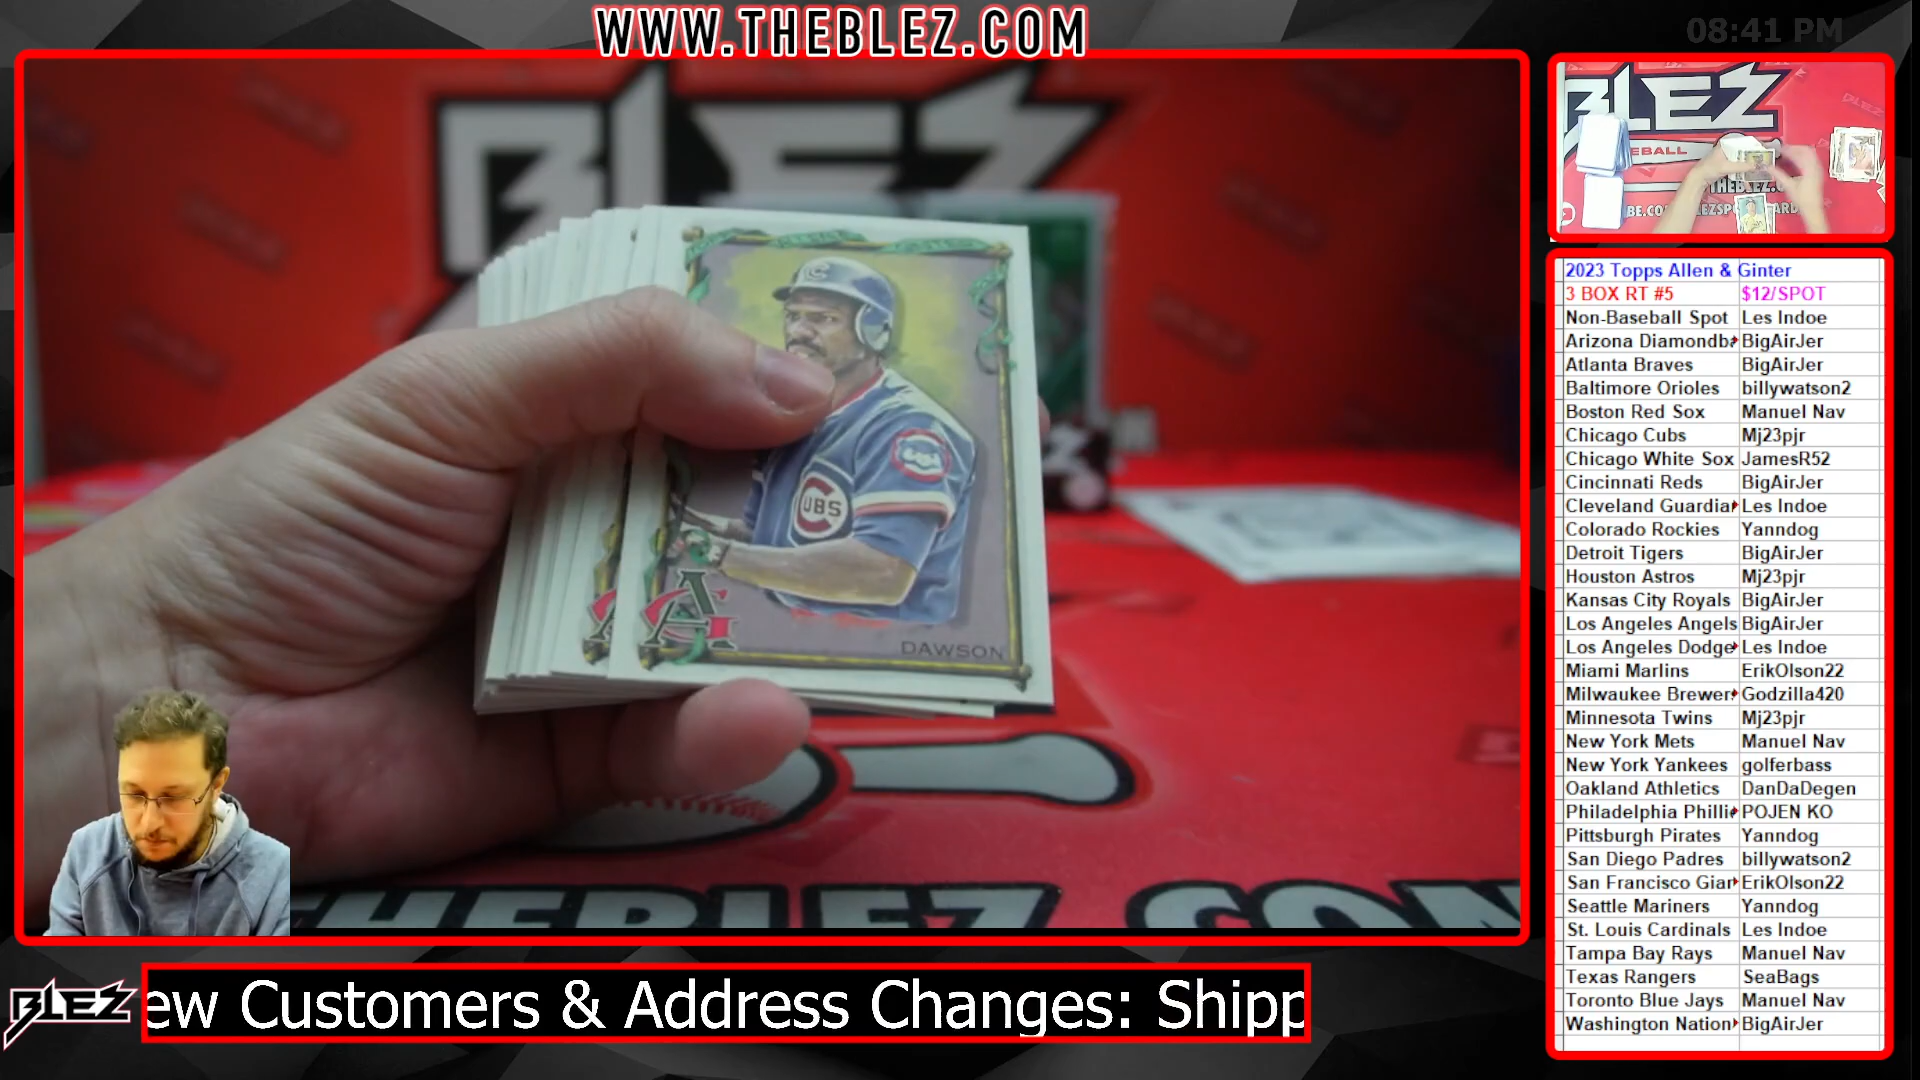 WWW.THEBLEZ.COM
08:41 PM
BLEZ
DAWSON
CUBS
THEBLEZ.COM
BLEZ
2023 Topps Allen & Ginter
3 BOX RT #5 $12/SPOT
Non-Baseball Spot Les Indoe
Arizona Diamondba BigAirJer
Atlanta Braves BigAirJer
Baltimore Orioles billywatson2
Boston Red Sox Manuel Nav
Chicago Cubs Mj23pjr
Chicago White Sox JamesR52
Cincinnati Reds BigAirJer
Cleveland Guardia Les Indoe
Colorado Rockies Yanndog
Detroit Tigers BigAirJer
Houston Astros Mj23pjr
Kansas City Royals BigAirJer
Los Angeles Angels BigAirJer
Los Angeles Dodge Les Indoe
Miami Marlins ErikOlson22
Milwaukee Brewer Godzilla420
Minnesota Twins Mj23pjr
New York Mets Manuel Nav
New York Yankees golferbass
Oakland Athletics DanDaDegen
Philadelphia Philli POJEN KO
Pittsburgh Pirates Yanndog
San Diego Padres billywatson2
San Francisco Gian ErikOlson22
Seattle Mariners Yanndog
St. Louis Cardinals Les Indoe
Tampa Bay Rays Manuel Nav
Texas Rangers SeaBags
Toronto Blue Jays Manuel Nav
Washington Nation BigAirJer
BLEZ
ew Customers & Address Changes: Shipp